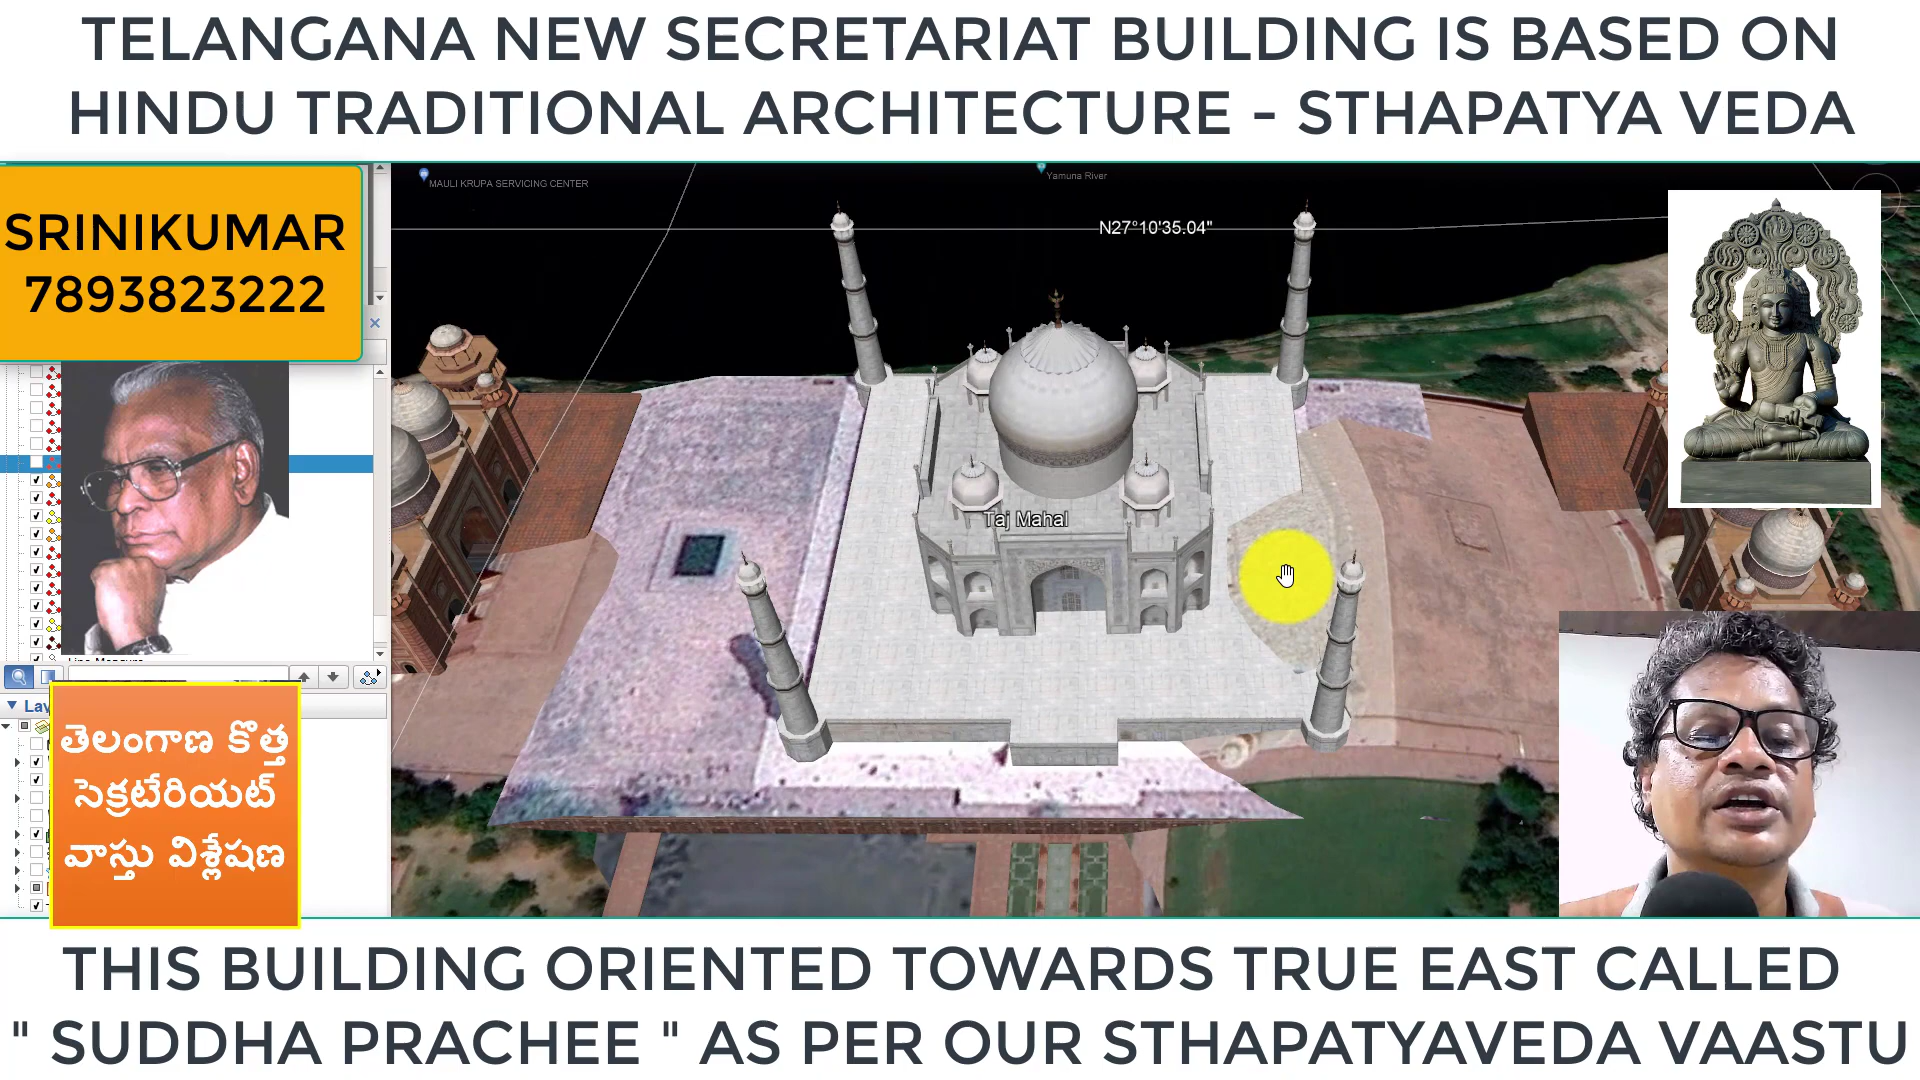 TELANGANA NEW SECRETARIAT BUILDING IS BASED ON
HINDU TRADITIONAL ARCHITECTURE - STHAPATYA VEDA
SRINIKUMAR
7893823222
MAULI KRUPA SERVICING CENTER
Yamuna River
N27°10'35.04"
Taj Mahal
Lay
తెలంగాణ కొత్త
సెక్రటేరియట్
వాస్తు విశ్లేషణ
THIS BUILDING ORIENTED TOWARDS TRUE EAST CALLED
" SUDDHA PRACHEE " AS PER OUR STHAPATYAVEDA VAASTU